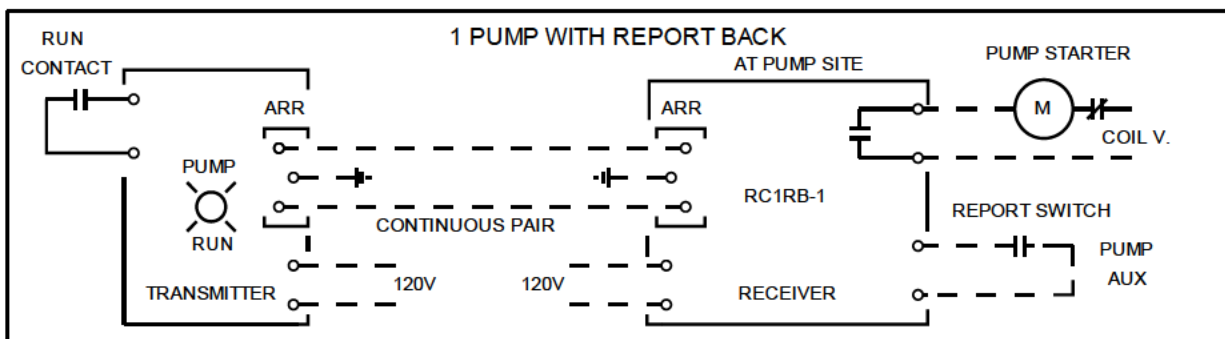 1 PUMP WITH REPORT BACK
RUN
CONTACT
AT PUMP SITE
PUMP STARTER
ARR
ARR
M
COIL V.
PUMP
RUN
RC1RB-1
CONTINUOUS PAIR
REPORT SWITCH
PUMP
AUX
TRANSMITTER
120V
120V
RECEIVER